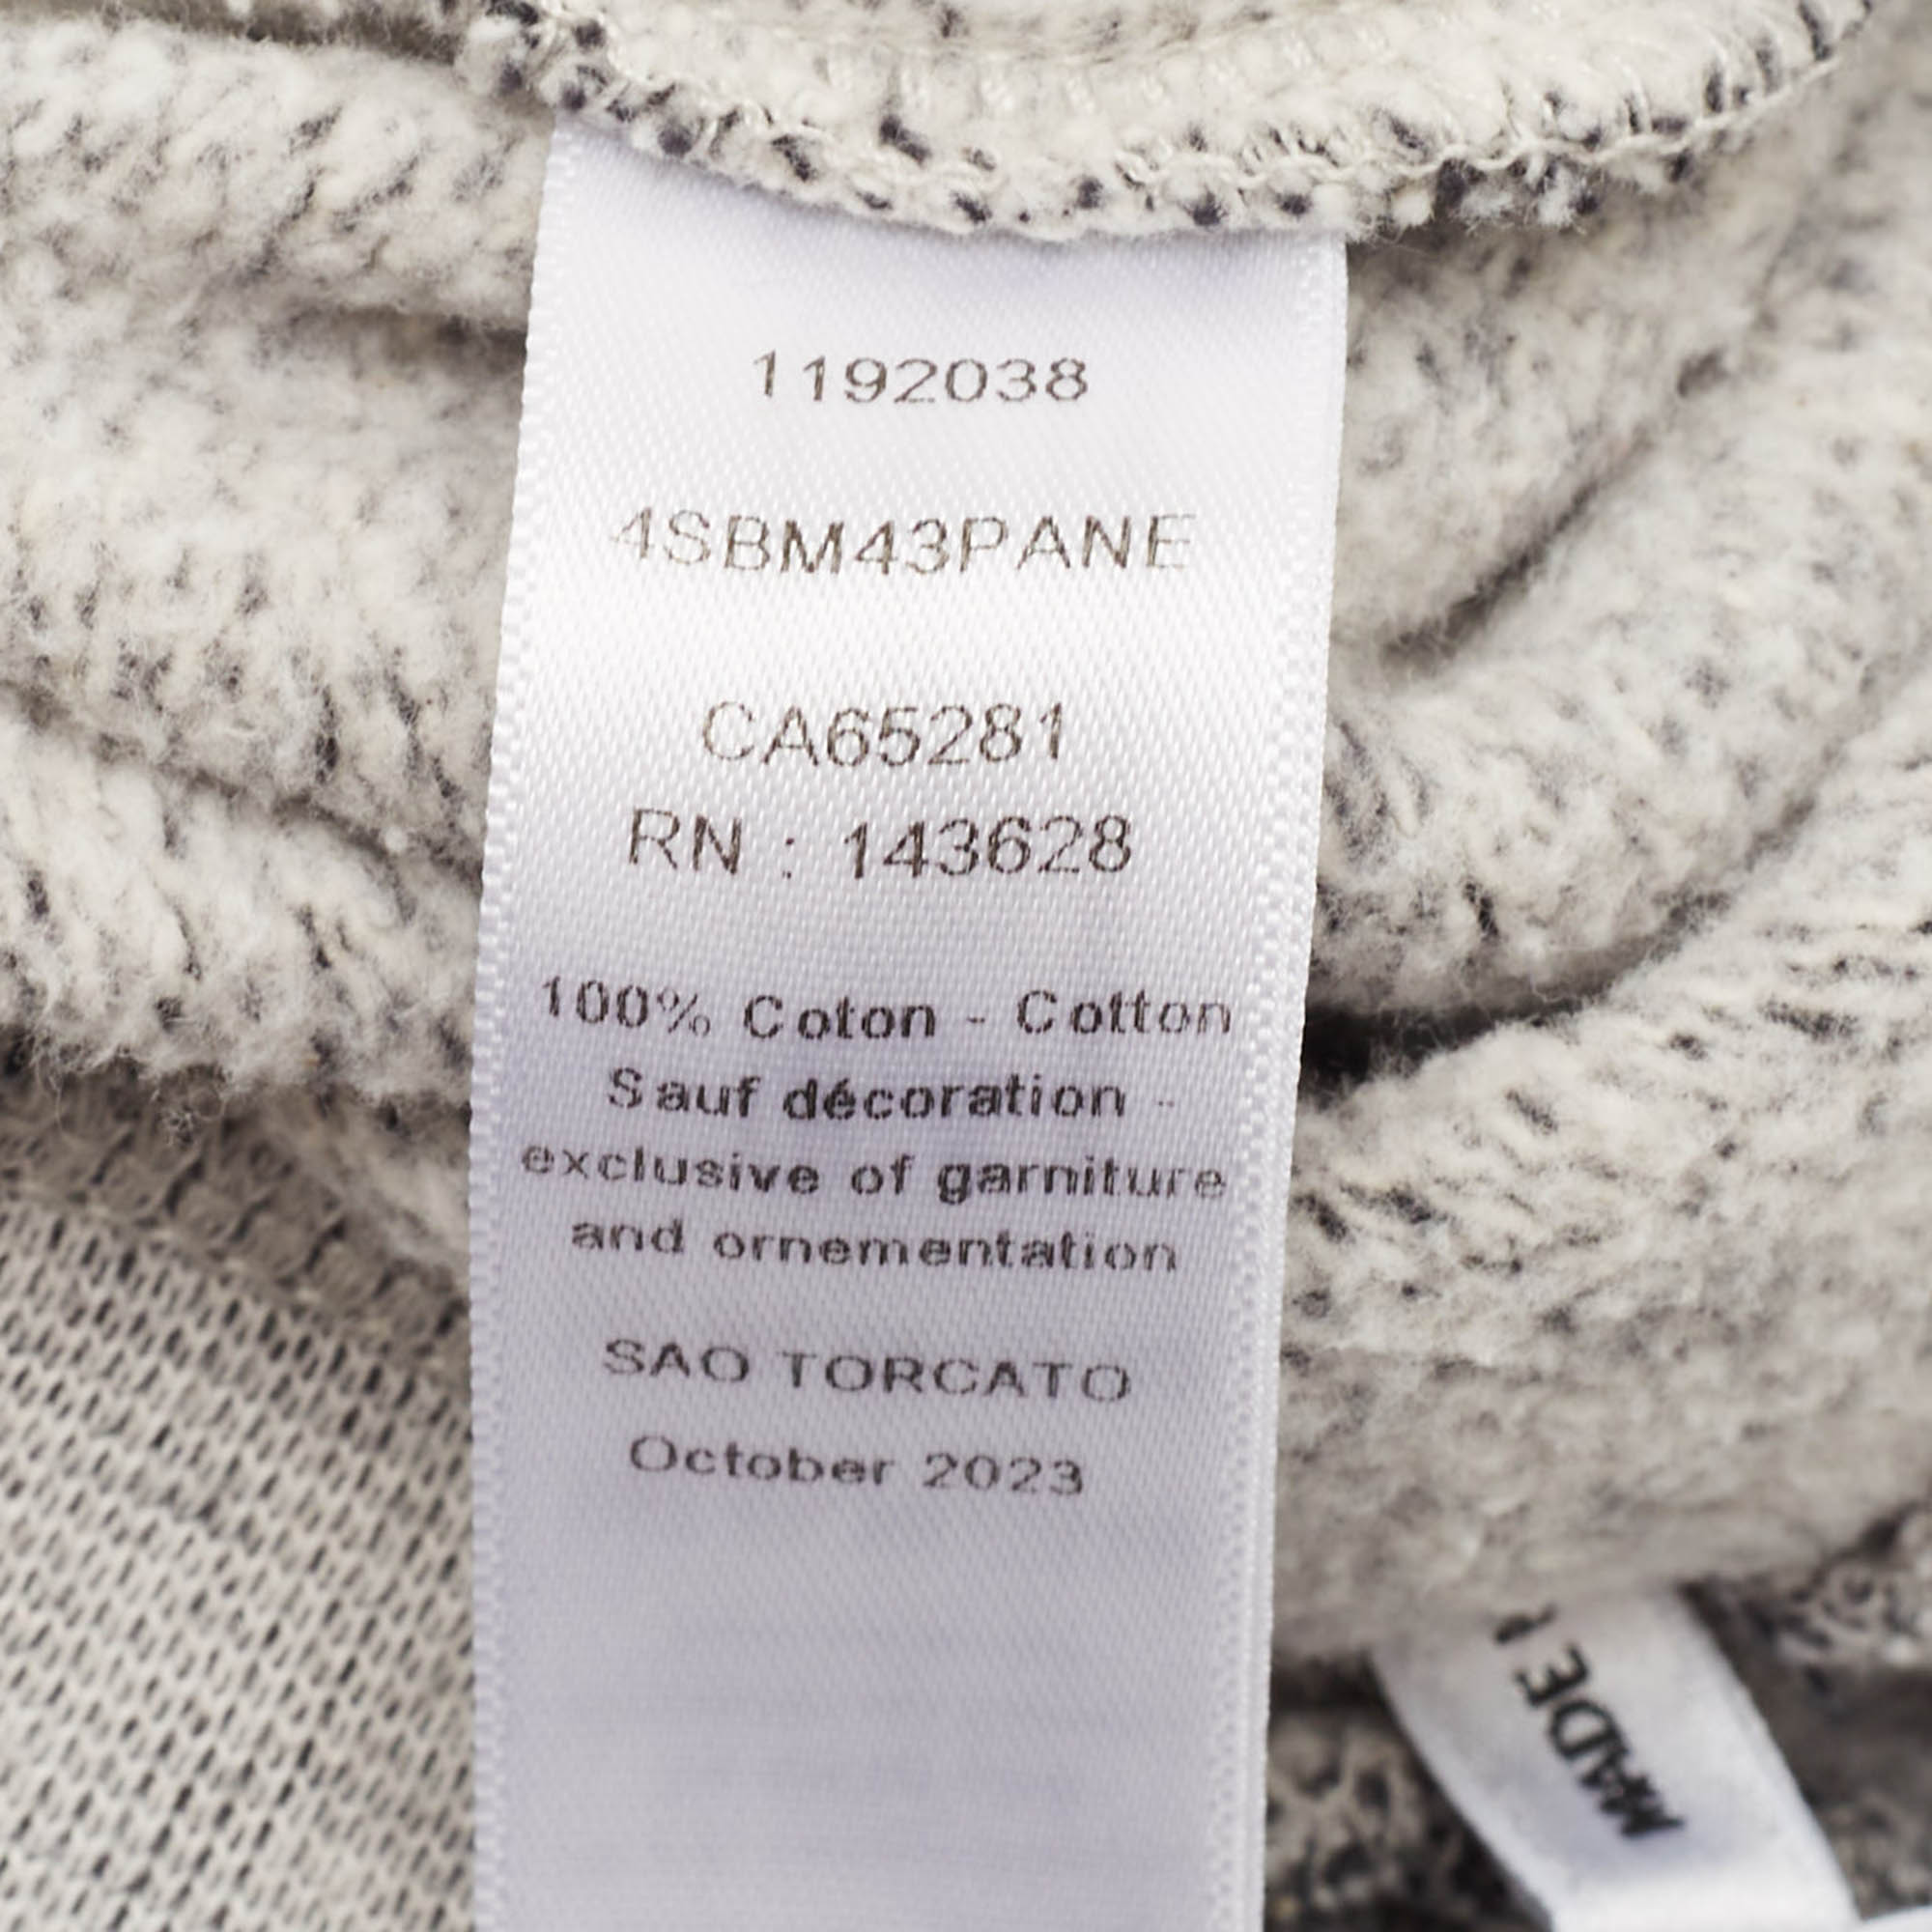 1192038
4SBM43PANE
CA65281
RN : 143628
100% Coton - Cotton
Sauf décoration -
exclusive of garniture
and ornementation
SAO TORCATO
October 2023
MADE